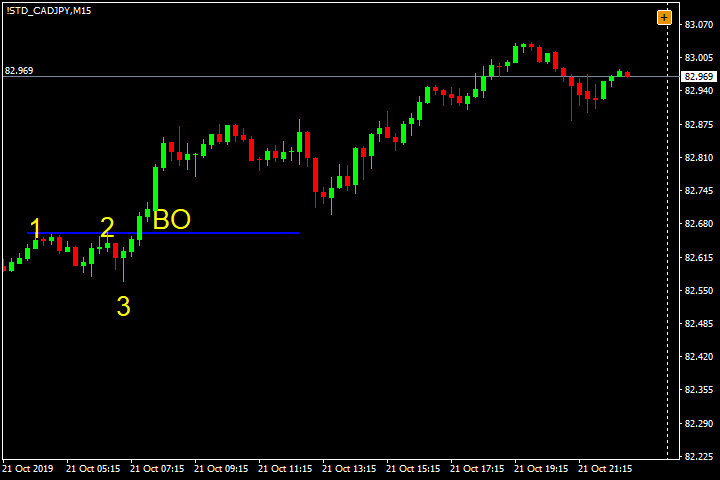 !STD_CADJPY,M15
+
83.070
83.005
82.969
82.969
82.940
82.875
82.810
82.745
82.680
82.615
82.550
82.485
82.420
82.355
82.290
82.225
1
2
BO
3
21 Oct 2019
21 Oct 05:15
21 Oct 07:15
21 Oct 09:15
21 Oct 11:15
21 Oct 13:15
21 Oct 15:15
21 Oct 17:15
21 Oct 19:15
21 Oct 21:15